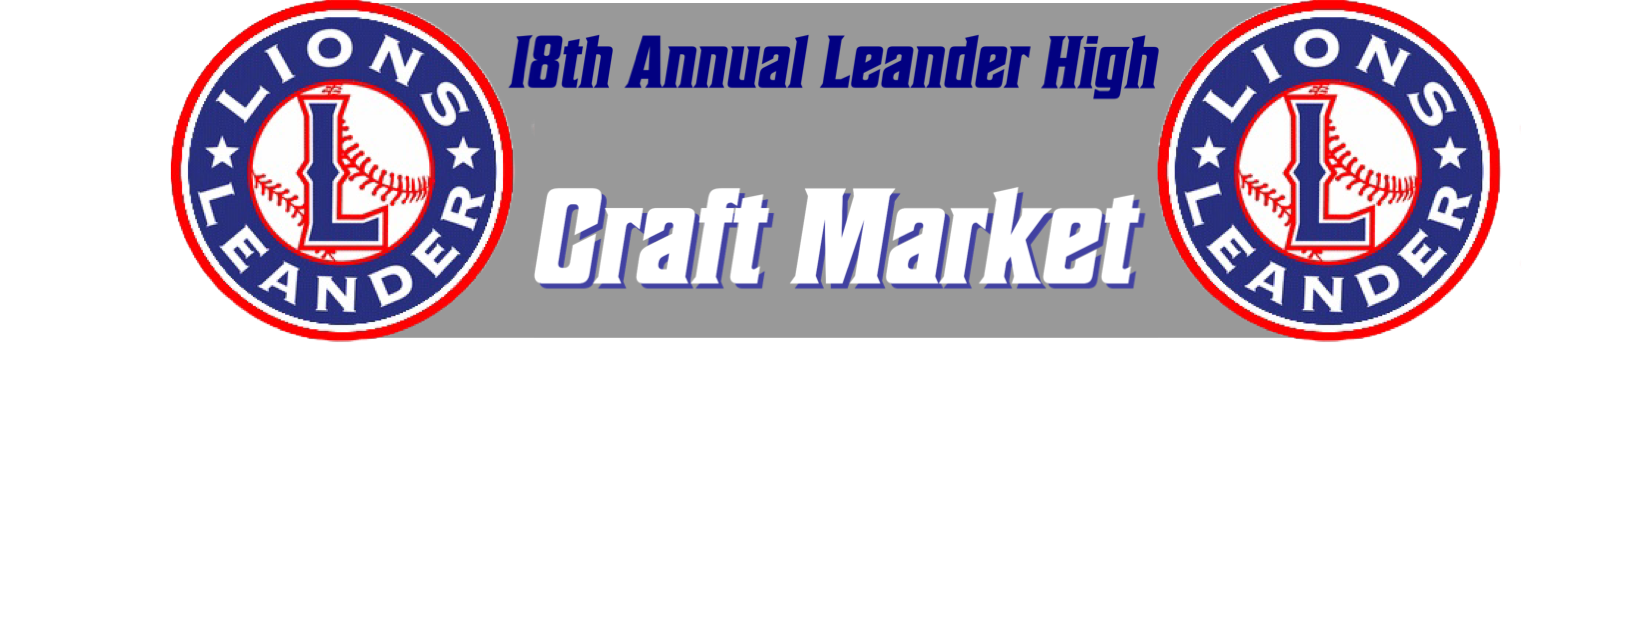 LIONS
L
LEANDER
18th Annual Leander High
Craft Market
LIONS
L
LEANDER